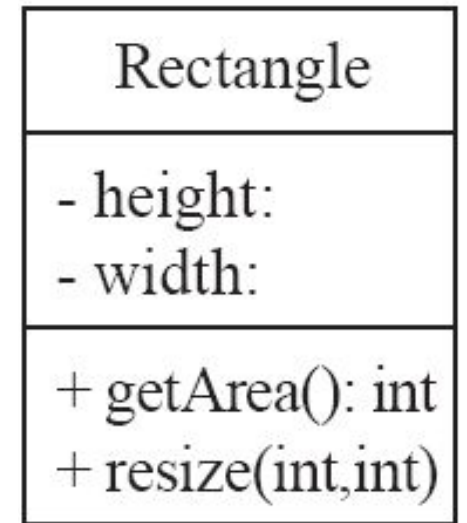 Rectangle
- height:
- width:
+ getArea(): int
+ resize(int,int)